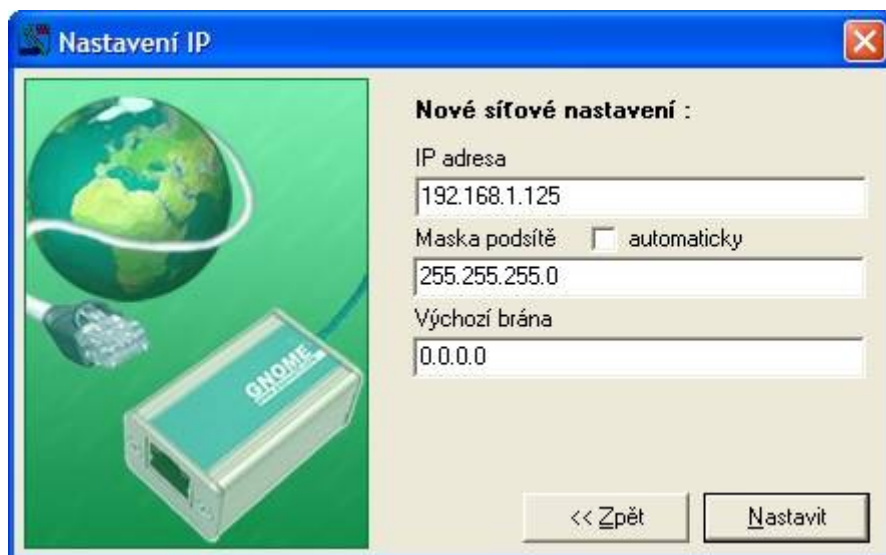 Nastavení IP
Nové síťové nastavení :
IP adresa
192.168.1.125
Maska podsítě automaticky
255.255.255.0
Výchozí brána
0.0.0.0
GNOME
<< Zpět Nastavit